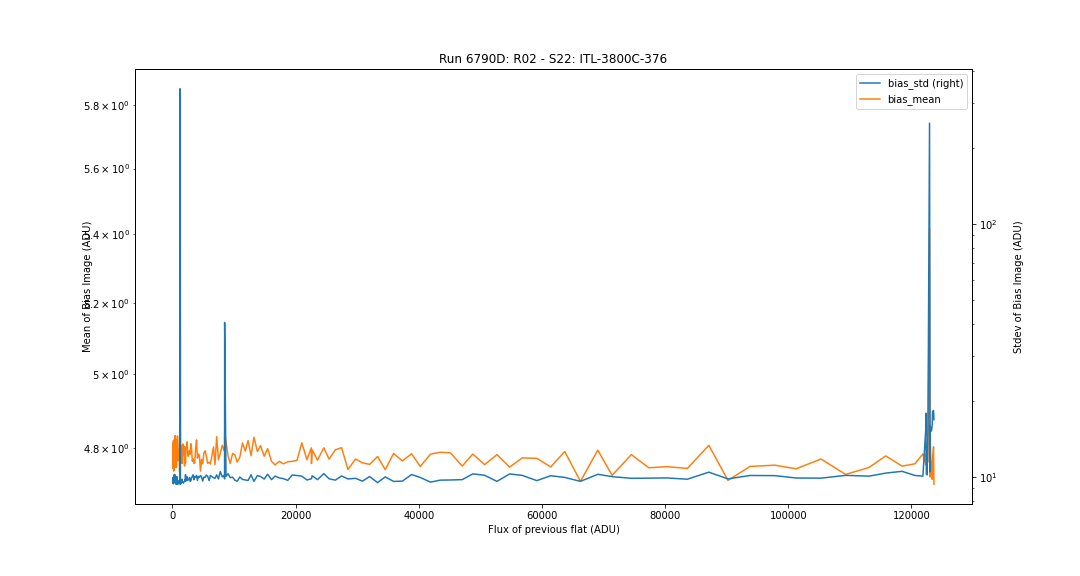 Run 6790D: R02 - S22: ITL-3800C-376
bias_std (right)
bias_mean
5.8 × 10⁰
5.6 × 10⁰
5.4 × 10⁰
5.2 × 10⁰
5 × 10⁰
4.8 × 10⁰
Mean of Bias Image (ADU)
10²
10¹
Stdev of Bias Image (ADU)
0 20000 40000 60000 80000 100000 120000
Flux of previous flat (ADU)